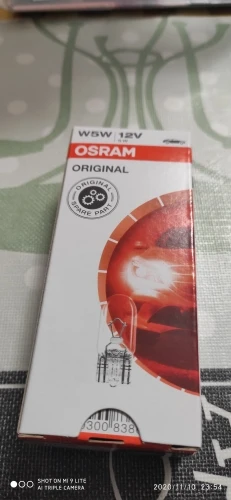 W5W 12V
OSRAM
ORIGINAL
ORIGINAL
SPARE PART
300 838
SHOT ON MI 9 LITE
AI TRIPLE CAMERA
2020/11/10 23:54